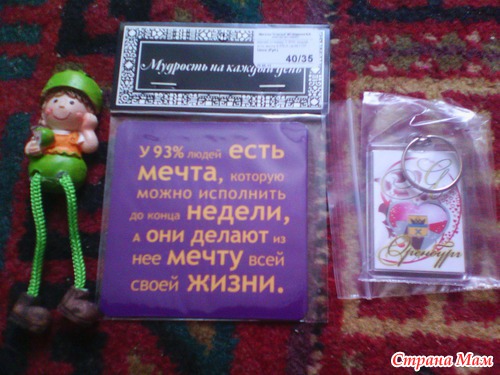 Мудрость на каждый день
40/35
У 93% людей есть
мечта, которую
можно исполнить
до конца недели,
а они делают из
нее мечту всей
своей жизни.
Оренбург
Страна Мам